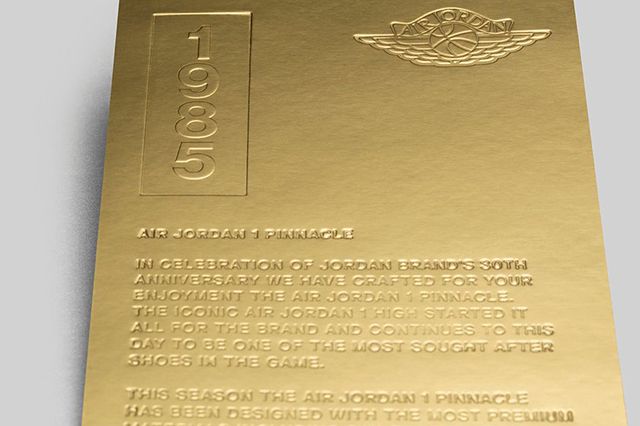 1985
AIR JORDAN
AIR JORDAN 1 PINNACLE
IN CELEBRATION OF JORDAN BRAND'S 30TH
ANNIVERSARY WE HAVE CRAFTED FOR YOUR
ENJOYMENT THE AIR JORDAN 1 PINNACLE.
THE ICONIC AIR JORDAN 1 HIGH STARTED IT
ALL FOR THE BRAND AND CONTINUES TO THIS
DAY TO BE ONE OF THE MOST SOUGHT AFTER
SHOES IN THE GAME.
THIS SEASON THE AIR JORDAN 1 PINNACLE
HAS BEEN DESIGNED WITH THE MOST PREMIUM